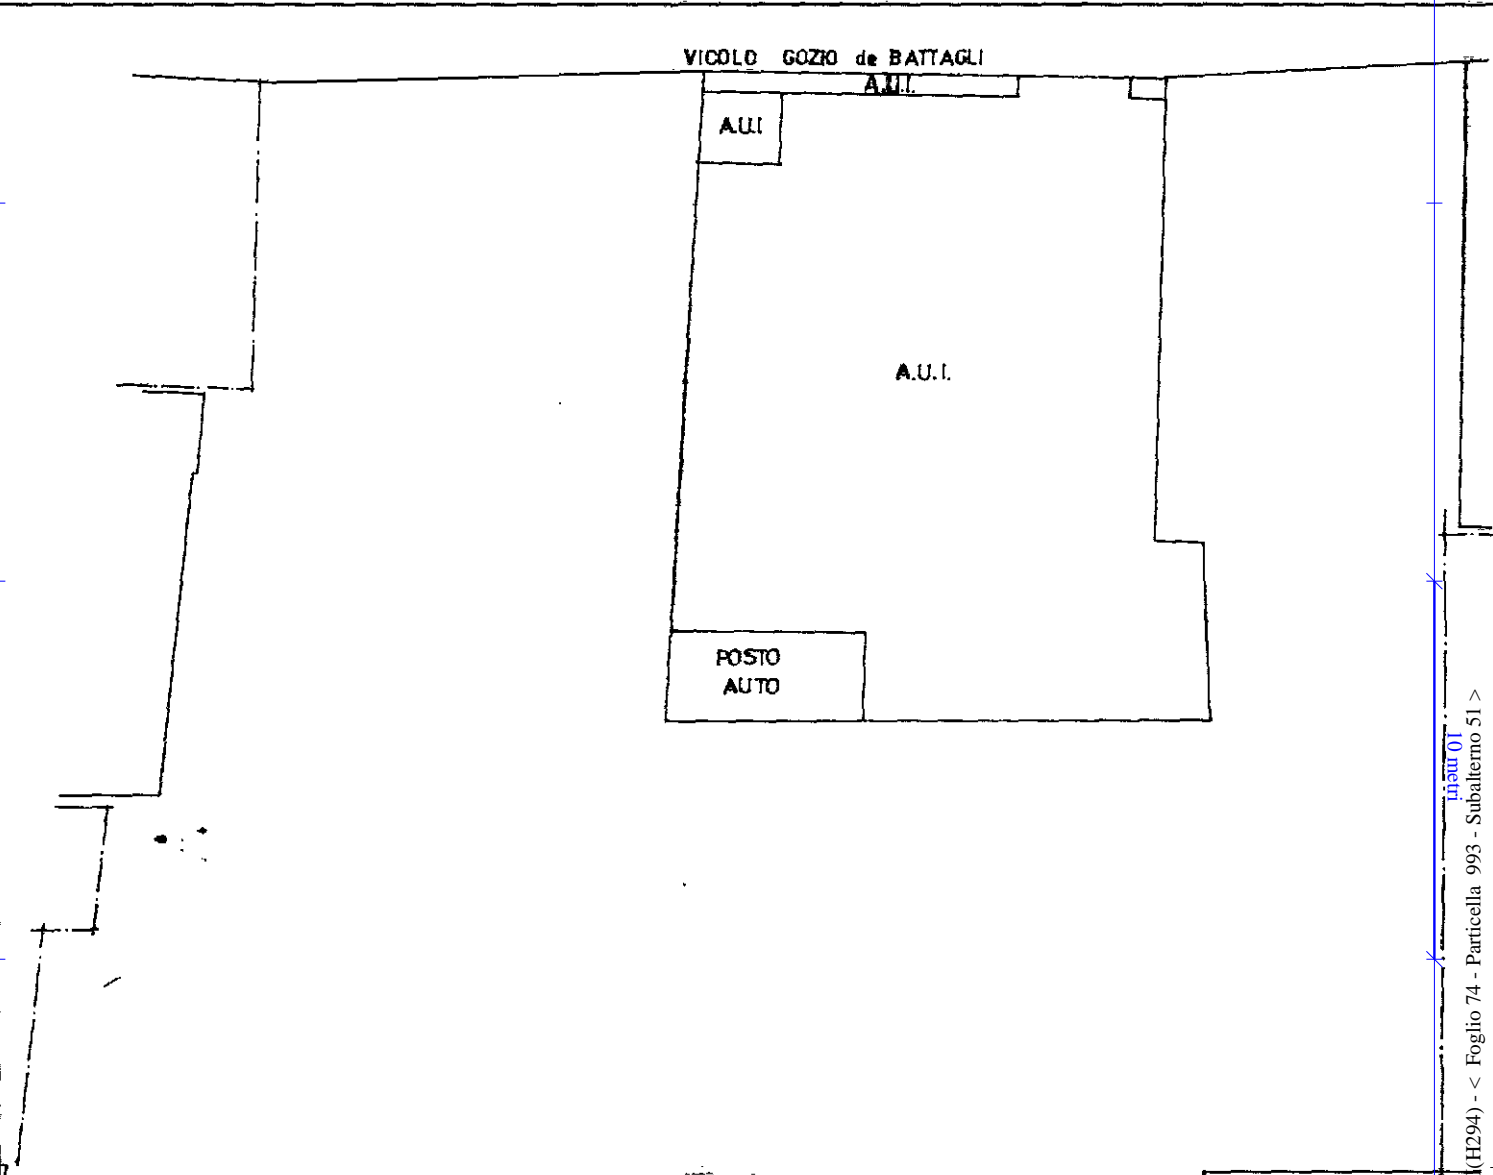 VICOLO GOZIO de BATTAGLI
A.U.I.
A.U.I
A.U.I.
POSTO
AUTO
10 metri
(H294) - < Foglio 74 - Particella 993 - Subalterno 51 >